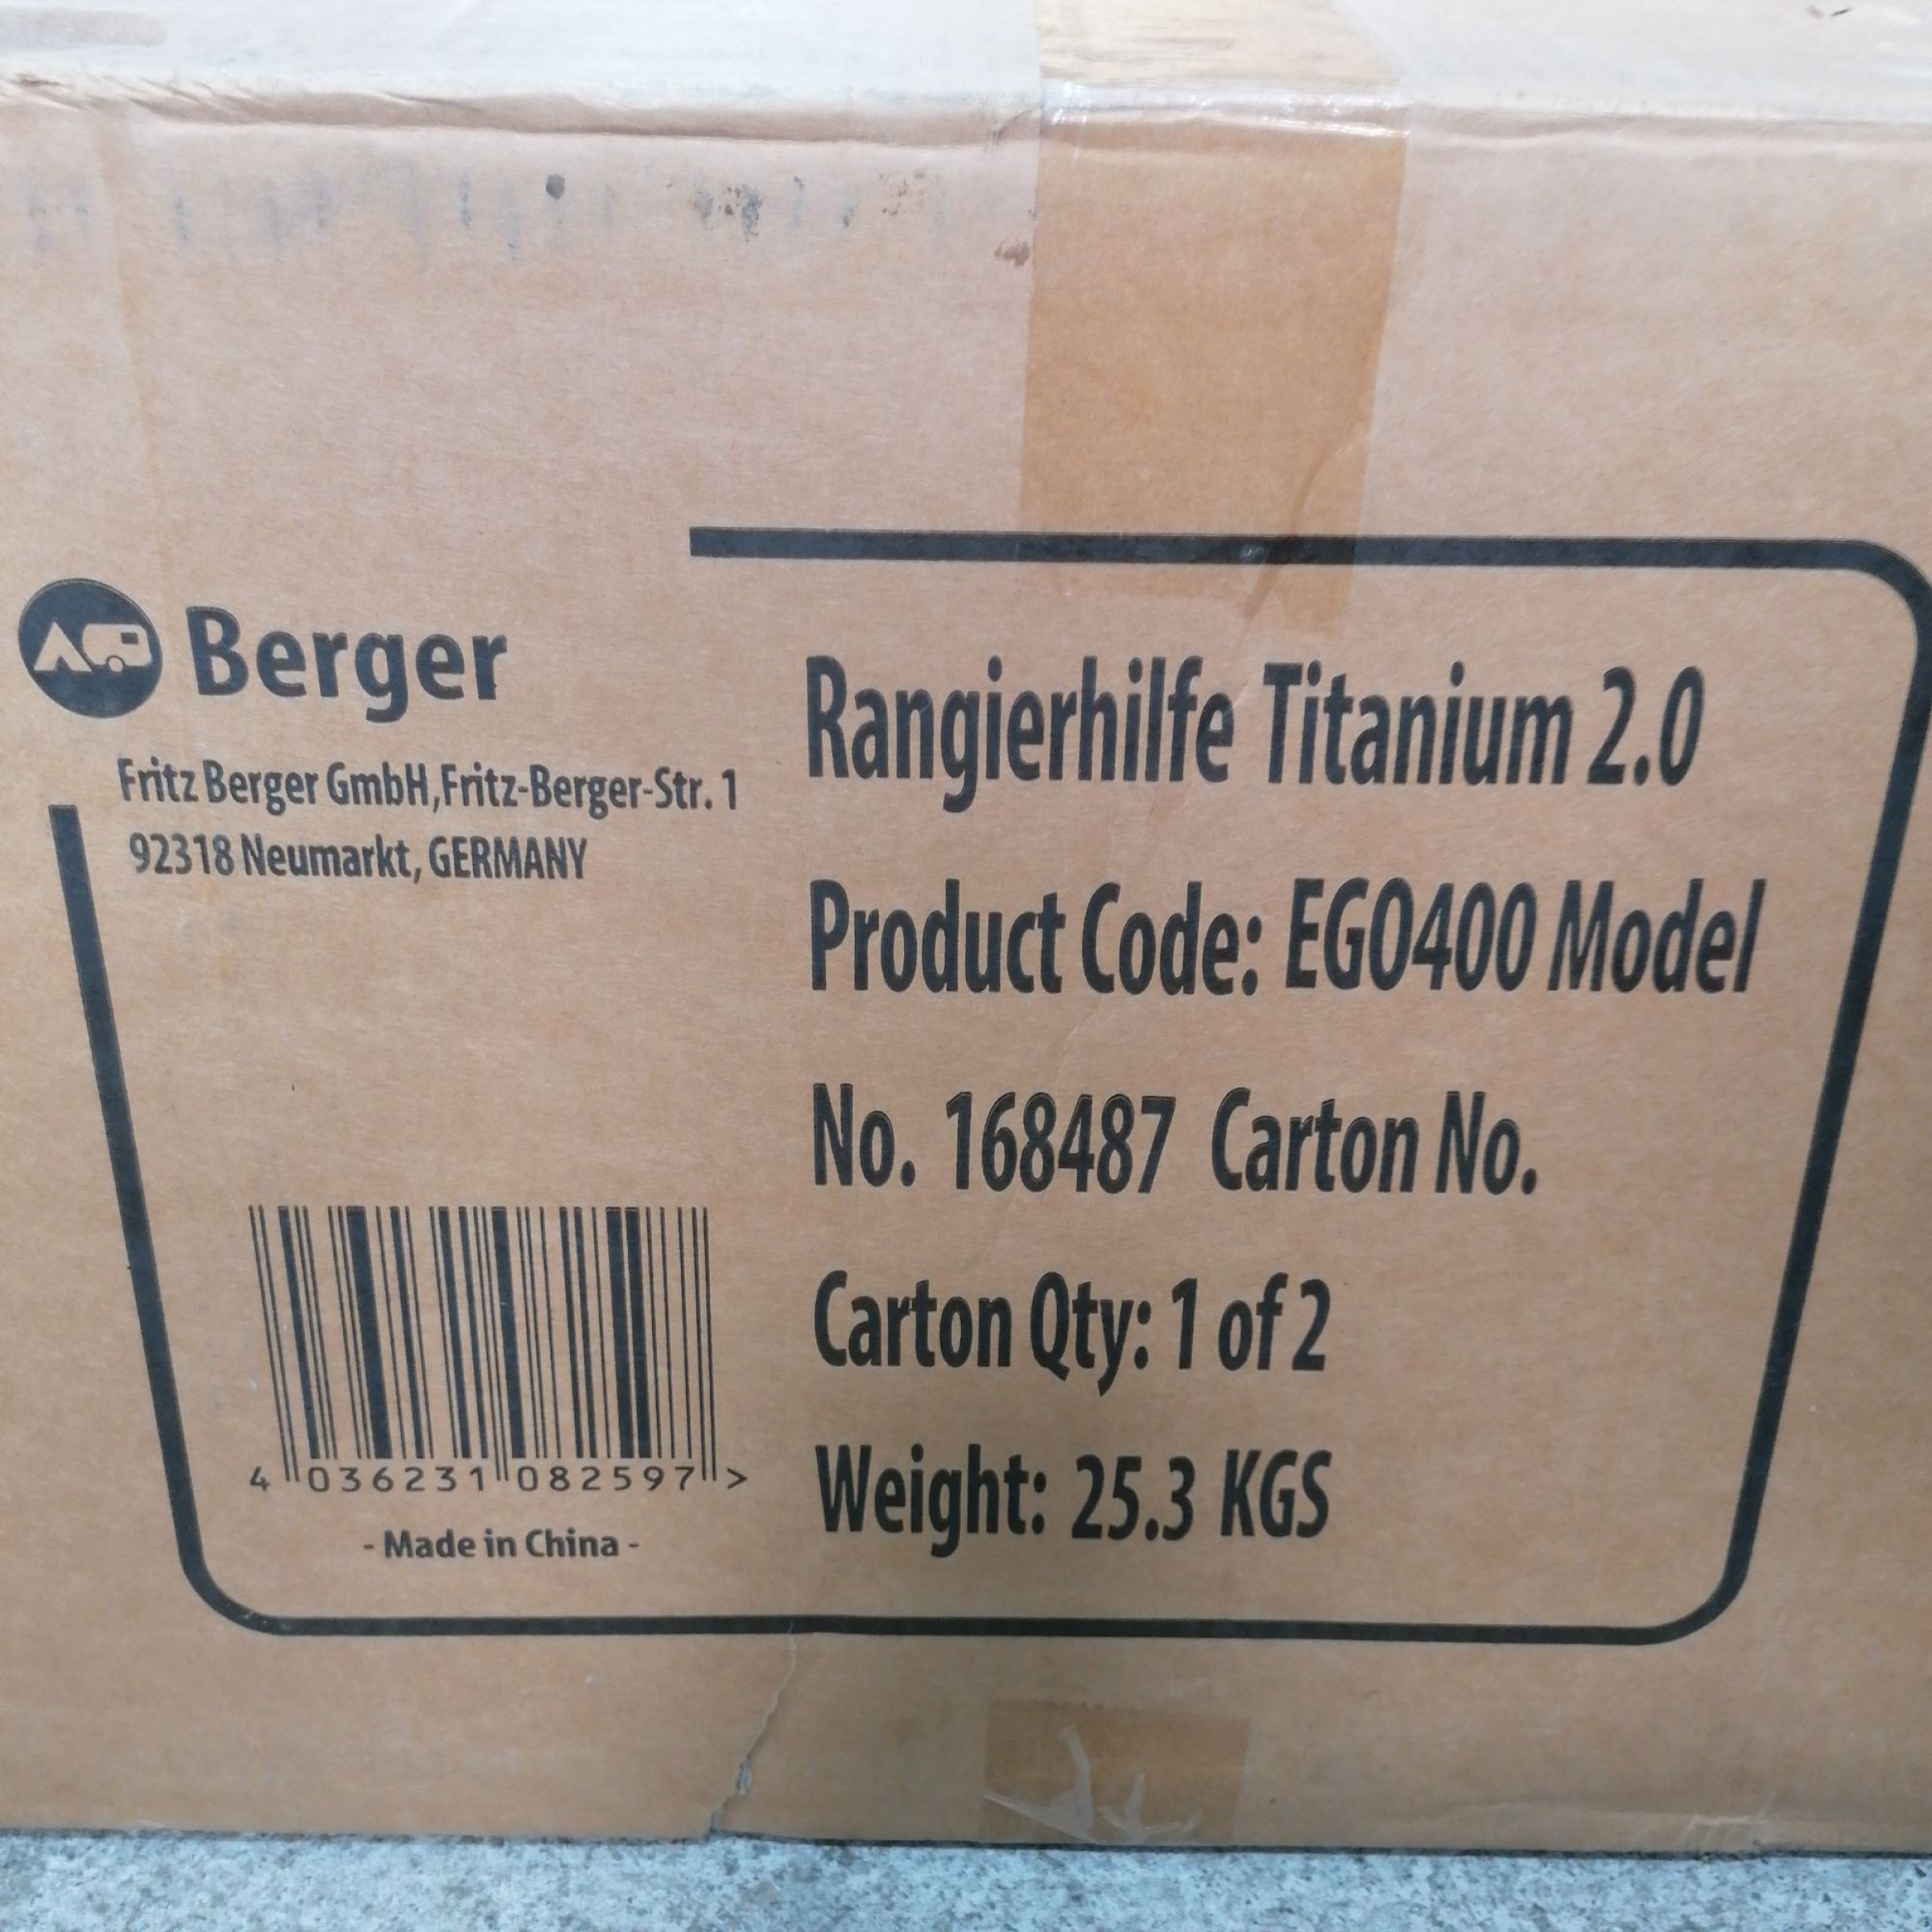 Berger
Fritz Berger GmbH,Fritz-Berger-Str. 1
92318 Neumarkt, GERMANY
Rangierhilfe Titanium 2.0
Product Code: EGO400 Model
No. 168487 Carton No.
Carton Qty: 1 of 2
Weight: 25.3 KGS
4 036231 082597 >
- Made in China -